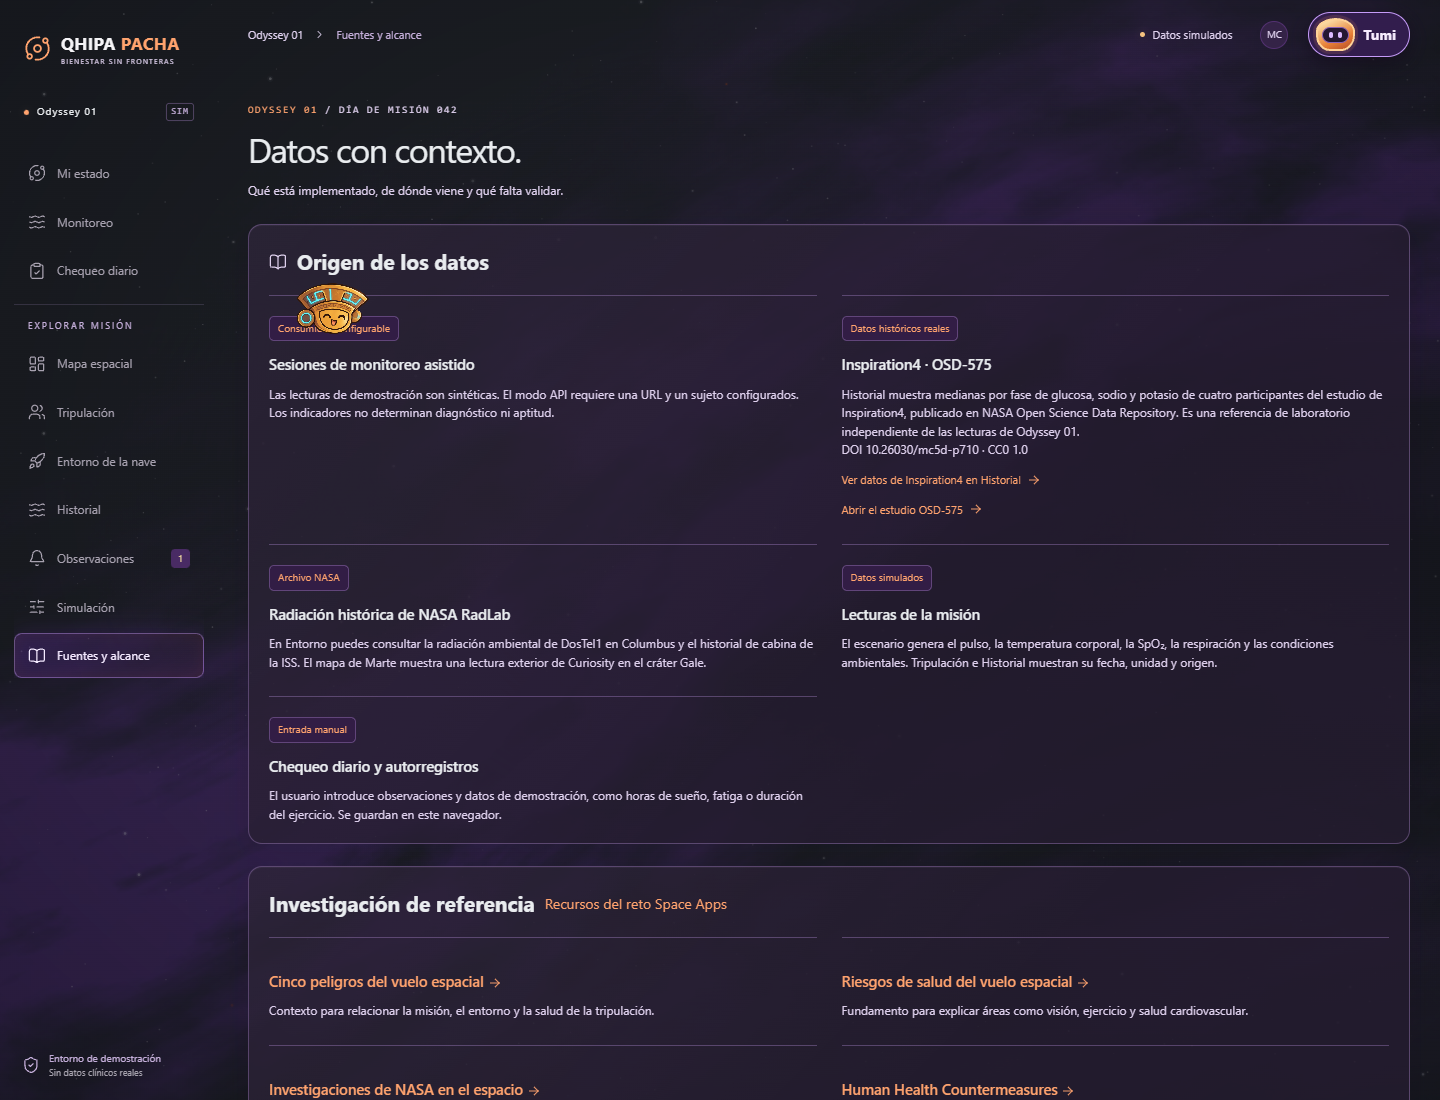 QHIPA PACHA
BIENESTAR SIN FRONTERAS
Odyssey 01
SIM
Mi estado
Monitoreo
Chequeo diario
EXPLORAR MISIÓN
Mapa espacial
Tripulación
Entorno de la nave
Historial
Observaciones
1
Simulación
Fuentes y alcance
Entorno de demostración
Sin datos clínicos reales
Odyssey 01 > Fuentes y alcance
Datos simulados
MC
Tumi
ODYSSEY 01 / DÍA DE MISIÓN 042
Datos con contexto.
Qué está implementado, de dónde viene y qué falta validar.
Origen de los datos
Sesiones de monitoreo asistido
Las lecturas de demostración son sintéticas. El modo API requiere una URL y un sujeto configurados.
Los indicadores no determinan diagnóstico ni aptitud.
Datos históricos reales
Inspiration4 · OSD-575
Historial muestra medianas por fase de glucosa, sodio y potasio de cuatro participantes del estudio de
Inspiration4, publicado en NASA Open Science Data Repository. Es una referencia de laboratorio
independiente de las lecturas de Odyssey 01.
DOI 10.26030/mc5d-p710 · CC0 1.0
Ver datos de Inspiration4 en Historial →
Abrir el estudio OSD-575 →
Archivo NASA
Radiación histórica de NASA RadLab
En Entorno puedes consultar la radiación ambiental de DosTel1 en Columbus y el historial de cabina de
la ISS. El mapa de Marte muestra una lectura exterior de Curiosity en el cráter Gale.
Datos simulados
Lecturas de la misión
El escenario genera el pulso, la temperatura corporal, la SpO₂, la respiración y las condiciones
ambientales. Tripulación e Historial muestran su fecha, unidad y origen.
Entrada manual
Chequeo diario y autorregistros
El usuario introduce observaciones y datos de demostración, como horas de sueño, fatiga o duración
del ejercicio. Se guardan en este navegador.
Investigación de referencia Recursos del reto Space Apps
Cinco peligros del vuelo espacial →
Contexto para relacionar la misión, el entorno y la salud de la tripulación.
Riesgos de salud del vuelo espacial →
Fundamento para explicar áreas como visión, ejercicio y salud cardiovascular.
Investigaciones de NASA en el espacio →
Human Health Countermeasures →